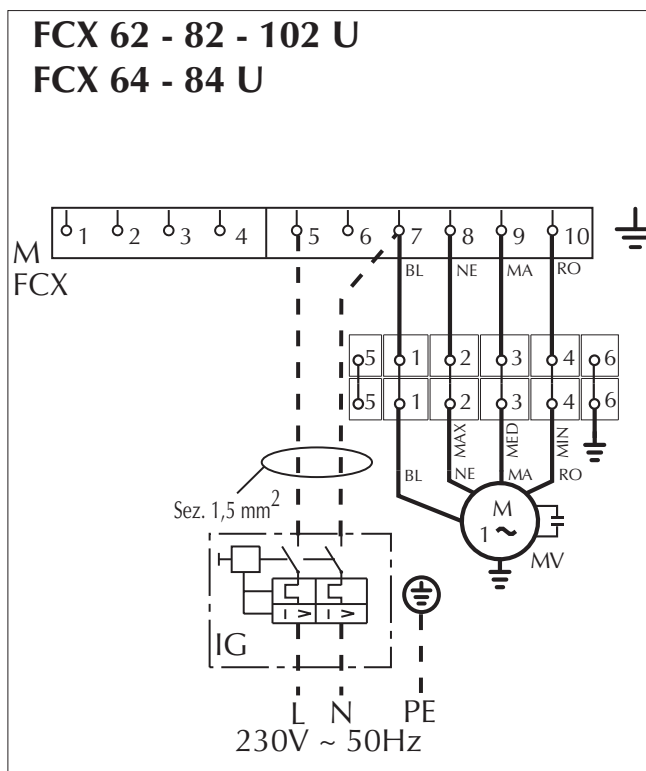 FCX 62 - 82 - 102 U
FCX 64 - 84 U
1 2 3 4 5 6 7 8 9 10
M
FCX
BL NE MA RO
5 1 2 3 4 6
5 1 2 3 4 6
MAX MED MIN
BL NE MA RO
Sez. 1,5 mm²
M
1 ~
MV
I > I >
IG
L N PE
230V ~ 50Hz